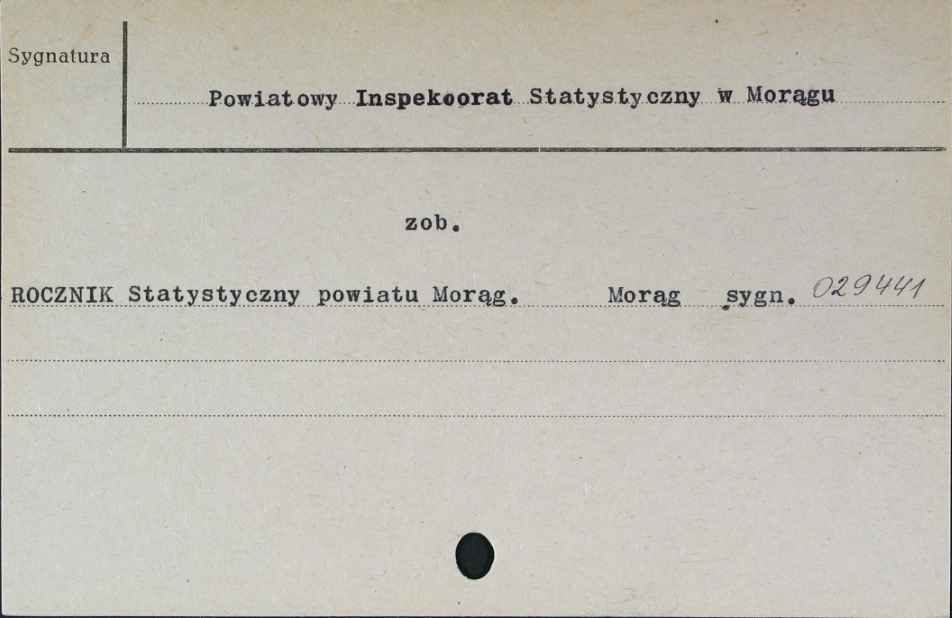 Sygnatura
Powiatowy Inspekoorat Statystyczny w Morągu
zob.
ROCZNIK Statystyczny powiatu Morąg. Morąg sygn. 029441